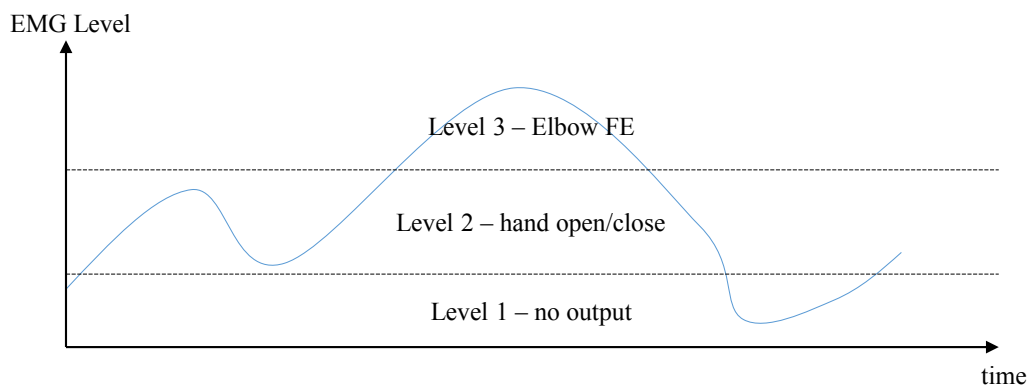 EMG Level
Level 3 – Elbow FE
Level 2 – hand open/close
Level 1 – no output
time